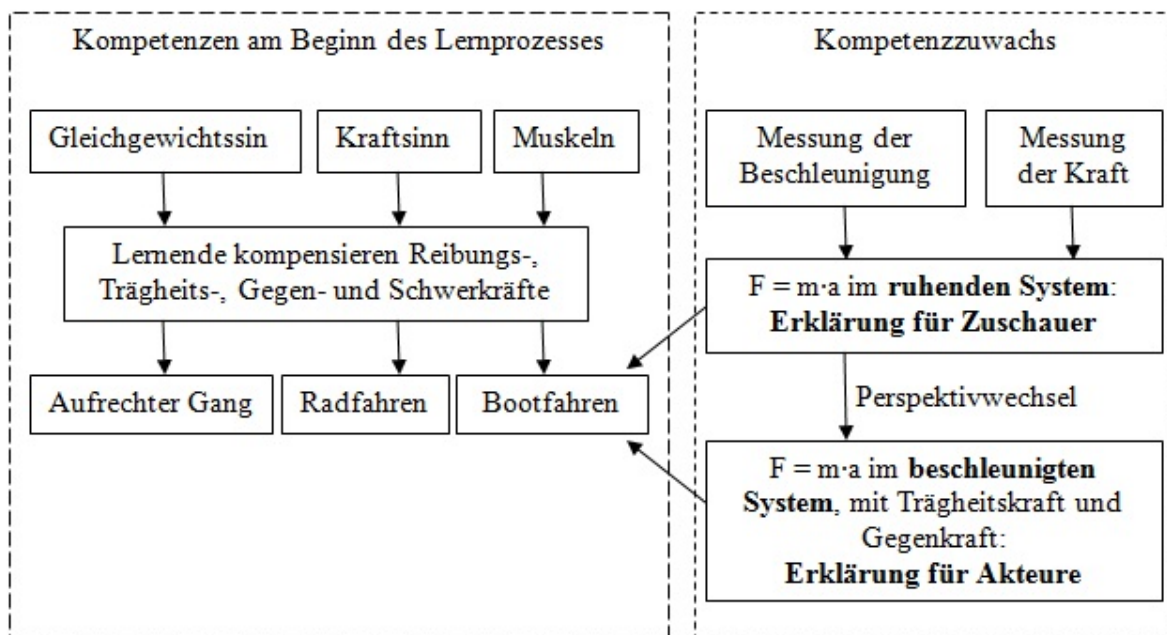 Kompetenzen am Beginn des Lernprozesses
Gleichgewichtssin
Kraftsinn
Muskeln
Lernende kompensieren Reibungs-,
Trägheits-, Gegen- und Schwerkräfte
Aufrechter Gang
Radfahren
Bootfahren
Kompetenzzuwachs
Messung der
Beschleunigung
Messung
der Kraft
F = m·a im ruhenden System:
Erklärung für Zuschauer
Perspektivwechsel
F = m·a im beschleunigten
System, mit Trägheitskraft und
Gegenkraft:
Erklärung für Akteure